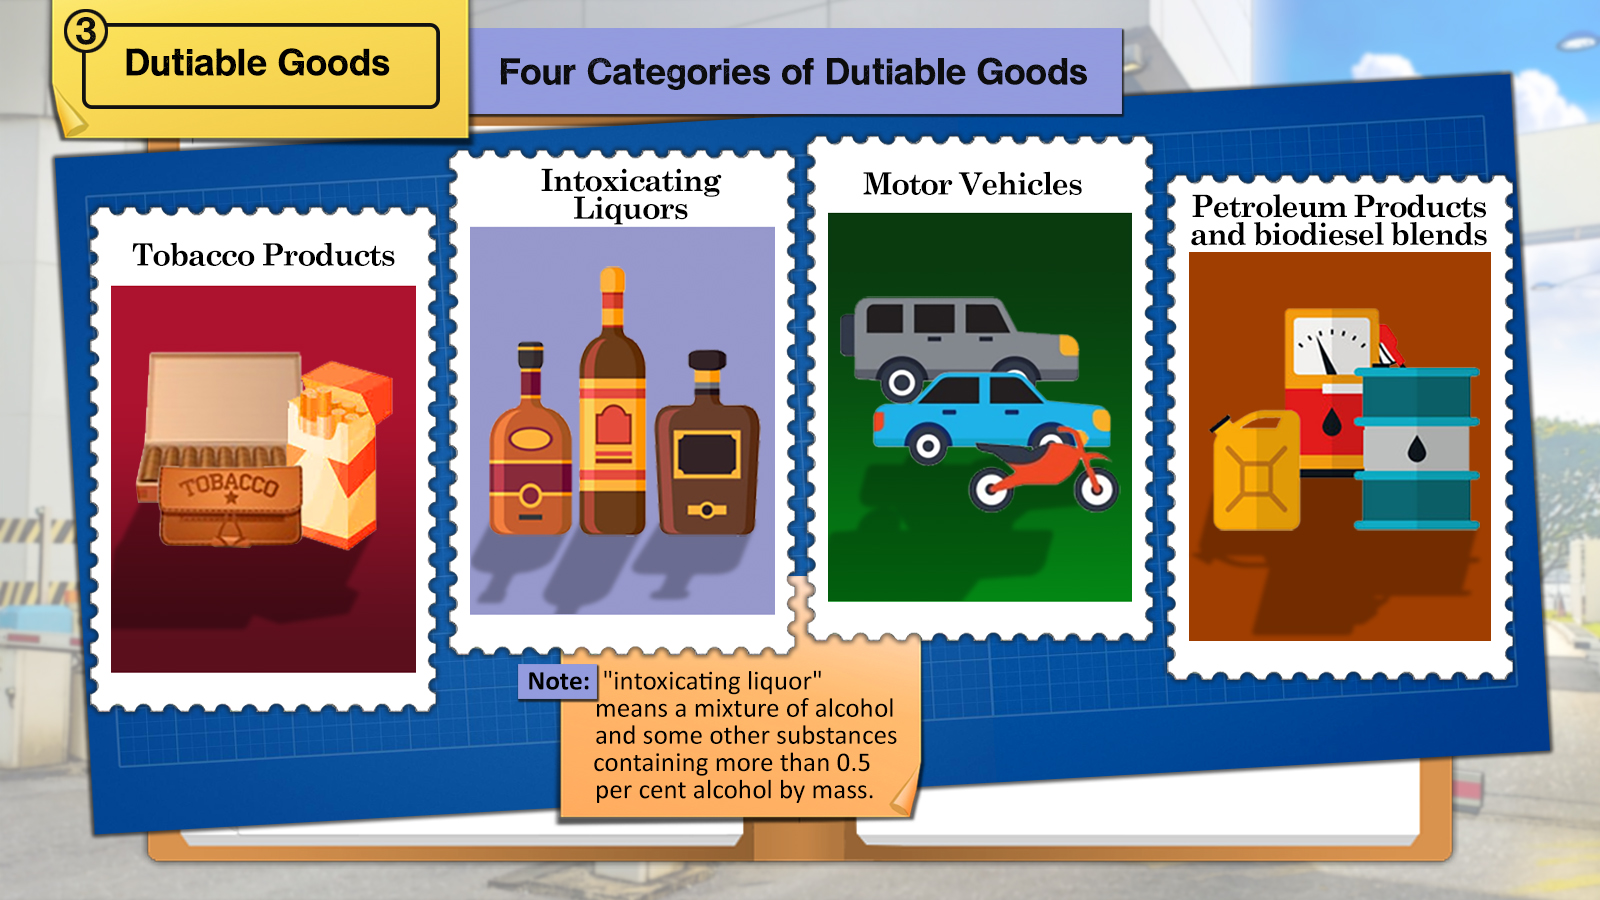 3
Dutiable Goods
Four Categories of Dutiable Goods
Tobacco Products
TOBACCO
Intoxicating
Liquors
Motor Vehicles
Petroleum Products
and biodiesel blends
Note: "intoxicating liquor"
means a mixture of alcohol
and some other substances
containing more than 0.5
per cent alcohol by mass.